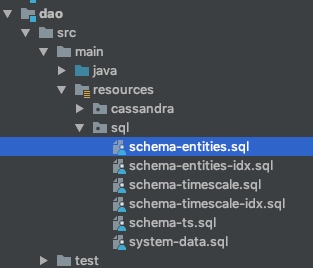 dao
src
main
java
resources
cassandra
sql
schema-entities.sql
schema-entities-idx.sql
schema-timescale.sql
schema-timescale-idx.sql
schema-ts.sql
system-data.sql
test